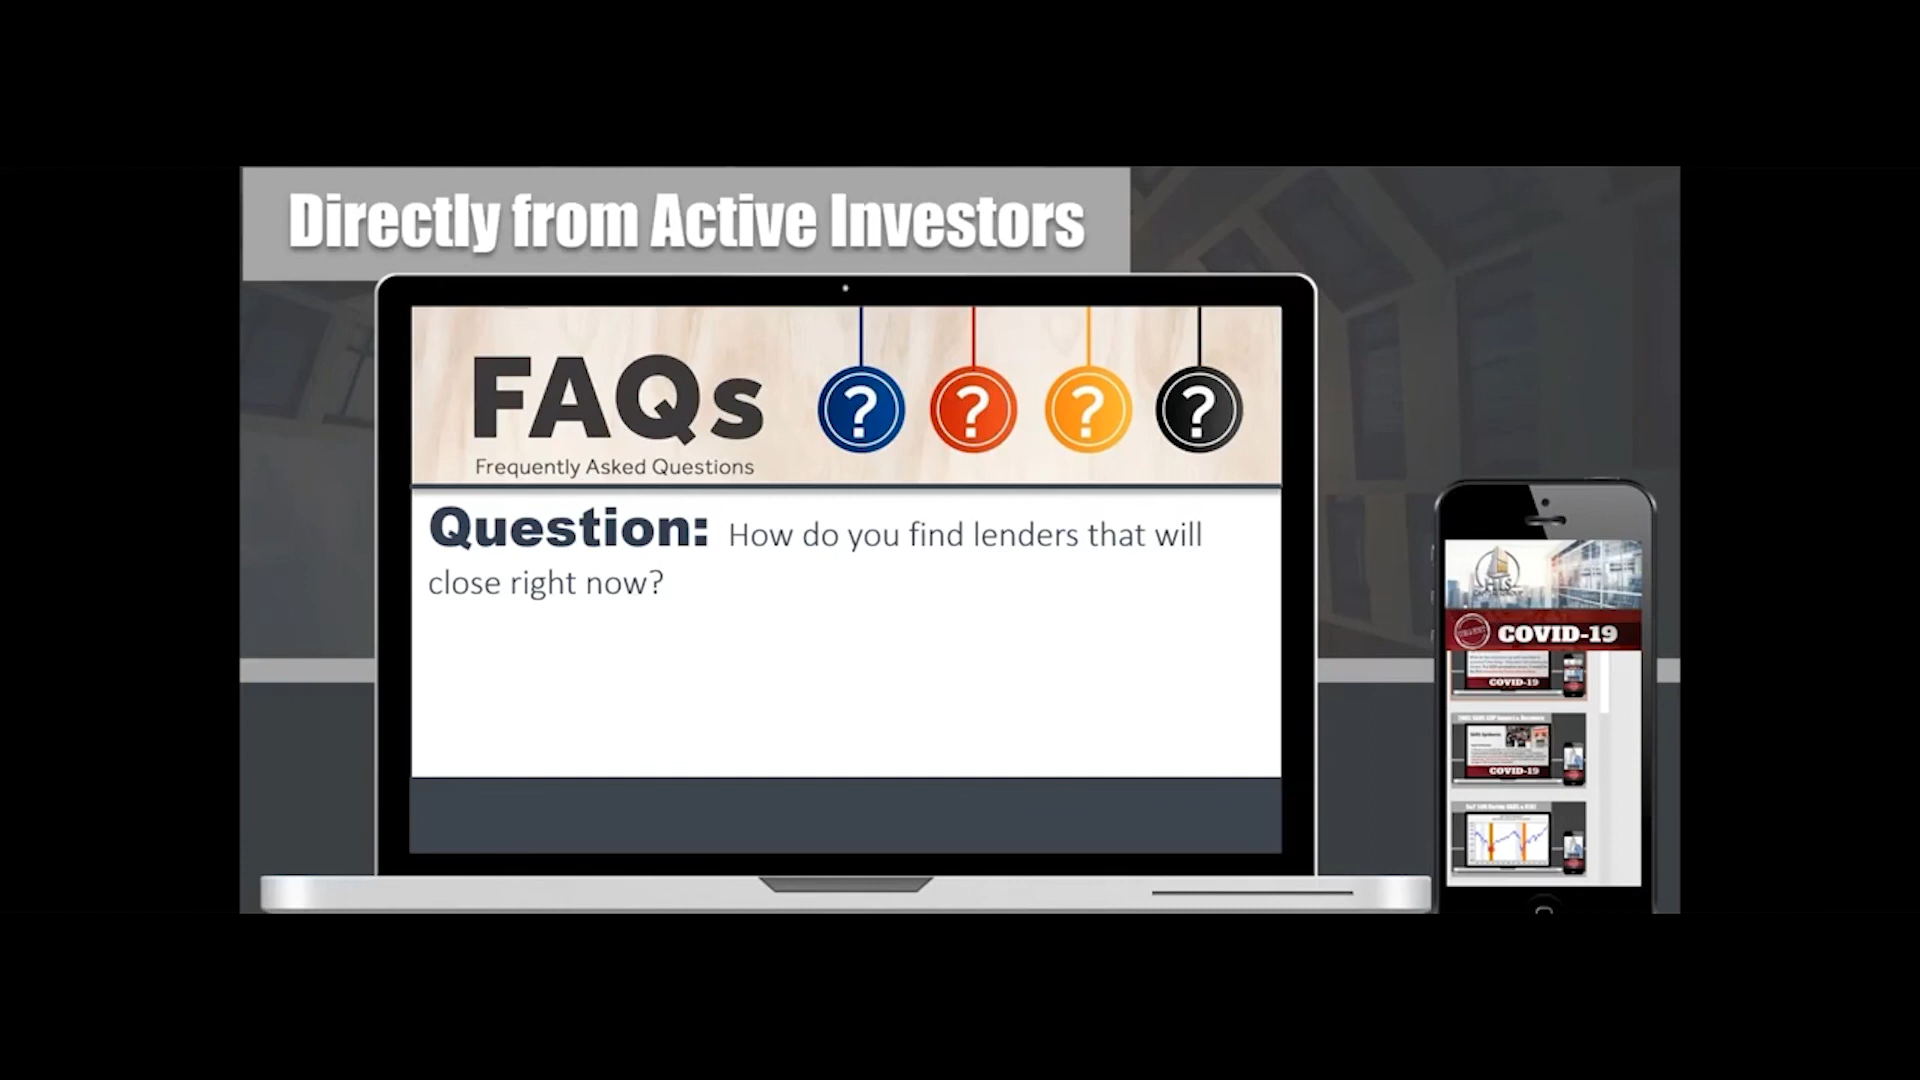 Directly from Active Investors
FAQs
? ? ? ?
Frequently Asked Questions
Question: How do you find lenders that will
close right now?
COVID-19
COVID-19
COVID-19